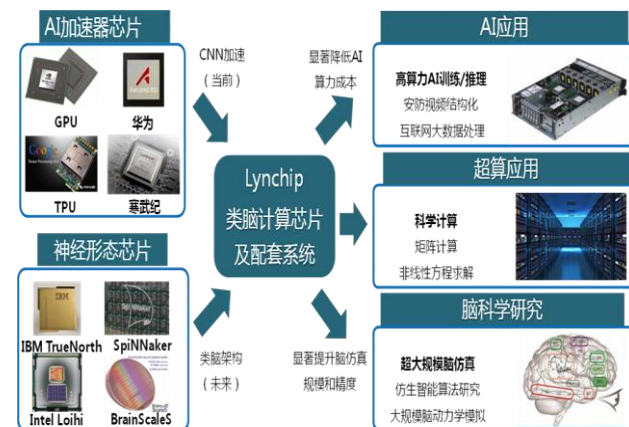 AI加速器芯片
GPU
华为
Google
TPU
寒武纪
神经形态芯片
IBM
IBM TrueNorth
SpiNNaker
SpiNNaker
Intel Loihi
BrainScaleS
CNN加速
(当前)
类脑架构
(未来)
Lynchip
类脑计算芯片
及配套系统
显著降低AI
算力成本
显著提升脑仿真
规模和精度
AI应用
高算力AI训练/推理
安防视频结构化
互联网大数据处理
超算应用
科学计算
矩阵计算
非线性方程求解
脑科学研究
超大规模脑仿真
仿生智能算法研究
大规模脑动力学模拟